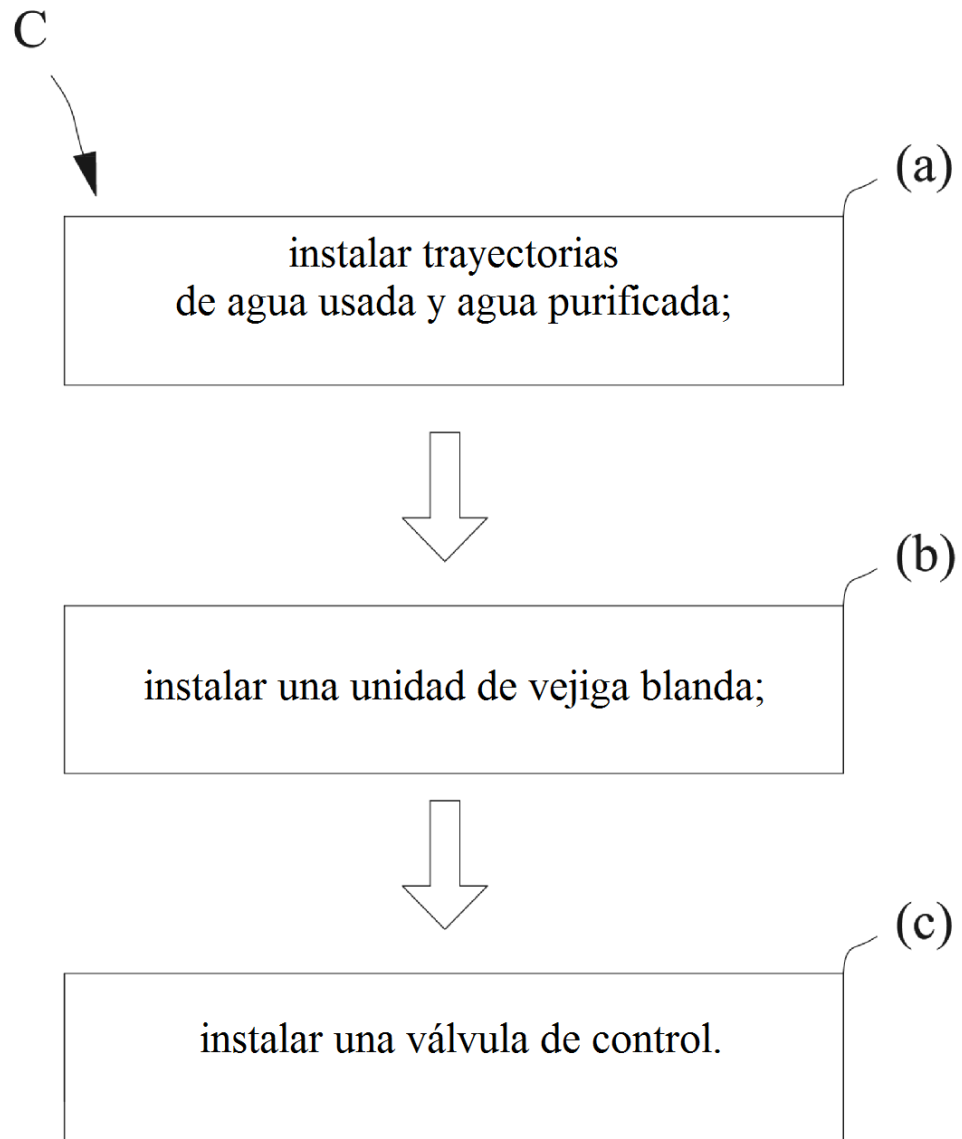 C
(a)
instalar trayectorias
de agua usada y agua purificada;
(b)
instalar una unidad de vejiga blanda;
(c)
instalar una válvula de control.